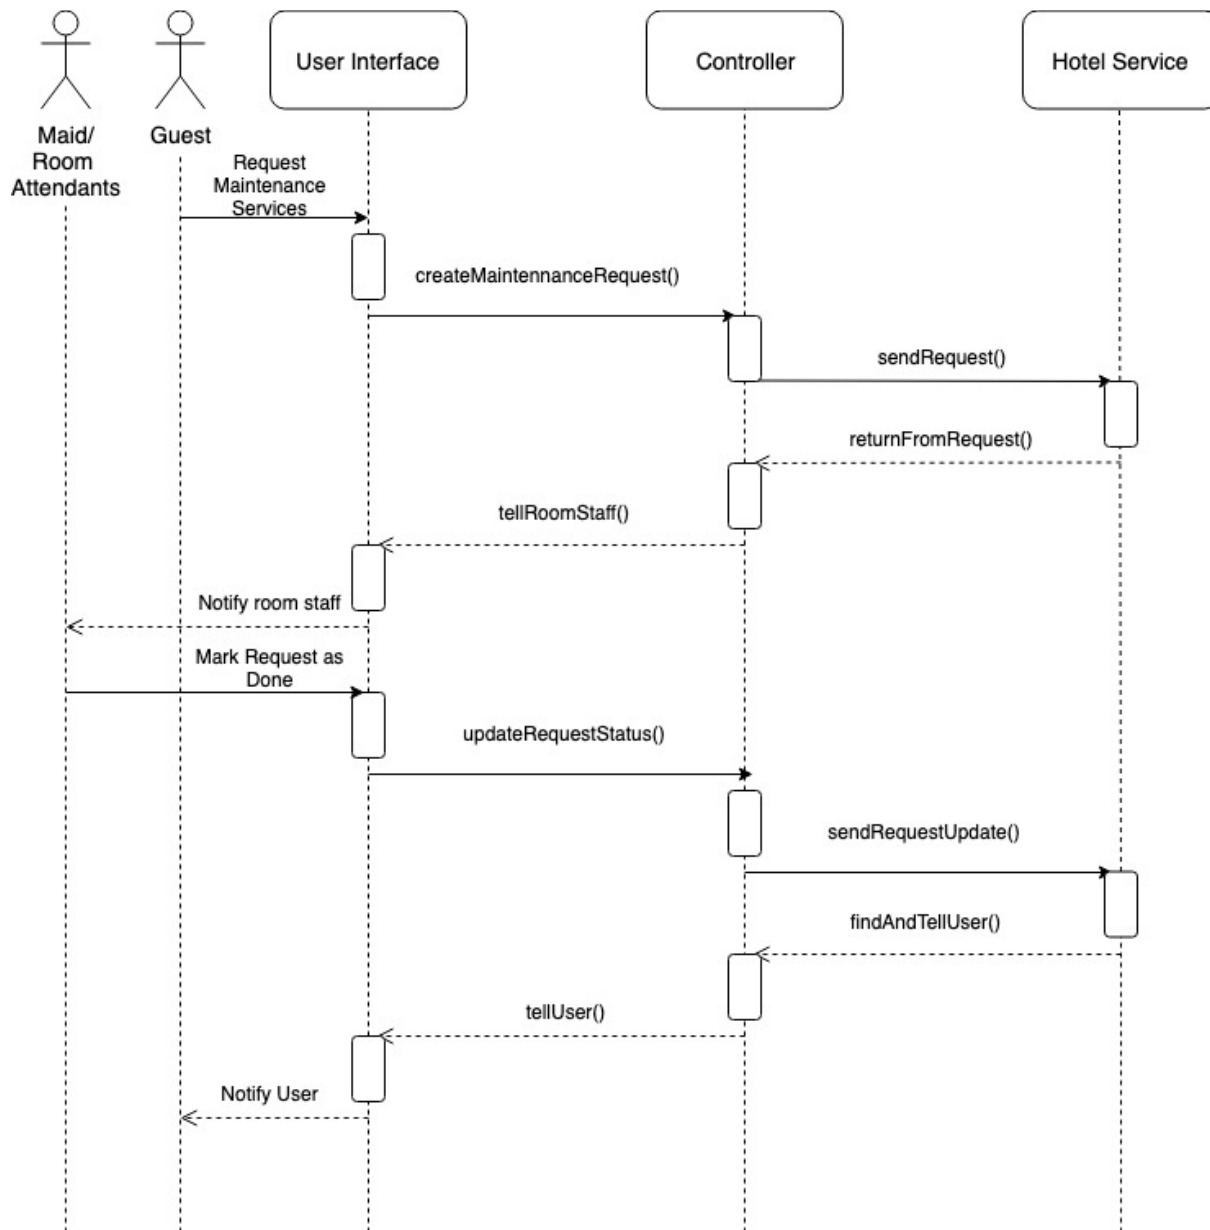 User Interface
Controller
Hotel Service
Maid/
Room
Attendants
Guest
Request
Maintenance
Services
createMaintennanceRequest()
sendRequest()
returnFromRequest()
tellRoomStaff()
Notify room staff
Mark Request as
Done
updateRequestStatus()
sendRequestUpdate()
findAndTellUser()
tellUser()
Notify User